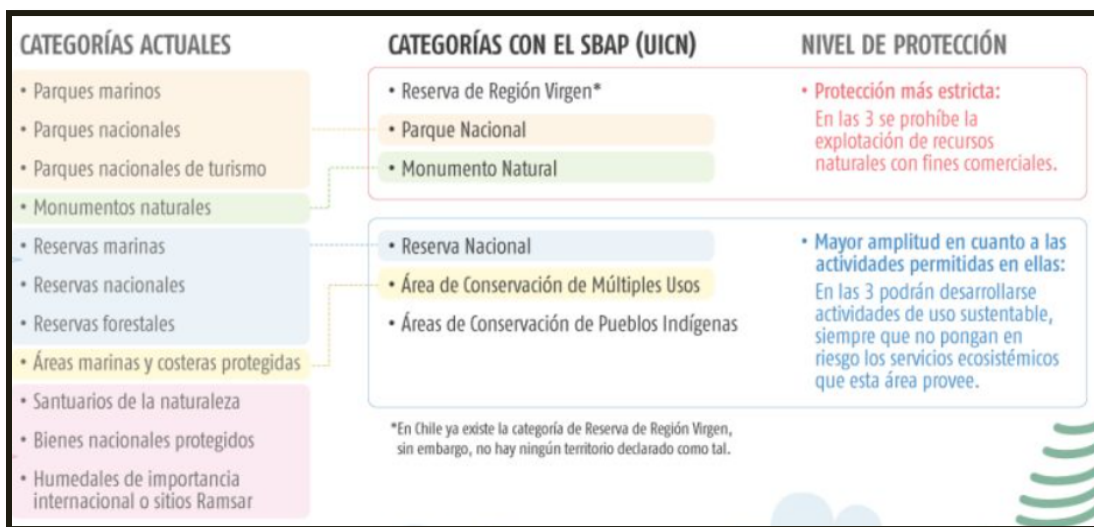 CATEGORÍAS ACTUALES
• Parques marinos
• Parques nacionales
• Parques nacionales de turismo
• Monumentos naturales
• Reservas marinas
• Reservas nacionales
• Reservas forestales
• Áreas marinas y costeras protegidas
• Santuarios de la naturaleza
• Bienes nacionales protegidos
• Humedales de importancia
internacional o sitios Ramsar
CATEGORÍAS CON EL SBAP (UICN)
• Reserva de Región Virgen*
• Parque Nacional
• Monumento Natural
• Reserva Nacional
• Área de Conservación de Múltiples Usos
• Áreas de Conservación de Pueblos Indígenas
*En Chile ya existe la categoría de Reserva de Región Virgen,
sin embargo, no hay ningún territorio declarado como tal.
NIVEL DE PROTECCIÓN
• Protección más estricta:
En las 3 se prohíbe la
explotación de recursos
naturales con fines comerciales.
• Mayor amplitud en cuanto a las
actividades permitidas en ellas:
En las 3 podrán desarrollarse
actividades de uso sustentable,
siempre que no pongan en
riesgo los servicios ecosistémicos
que esta área provee.